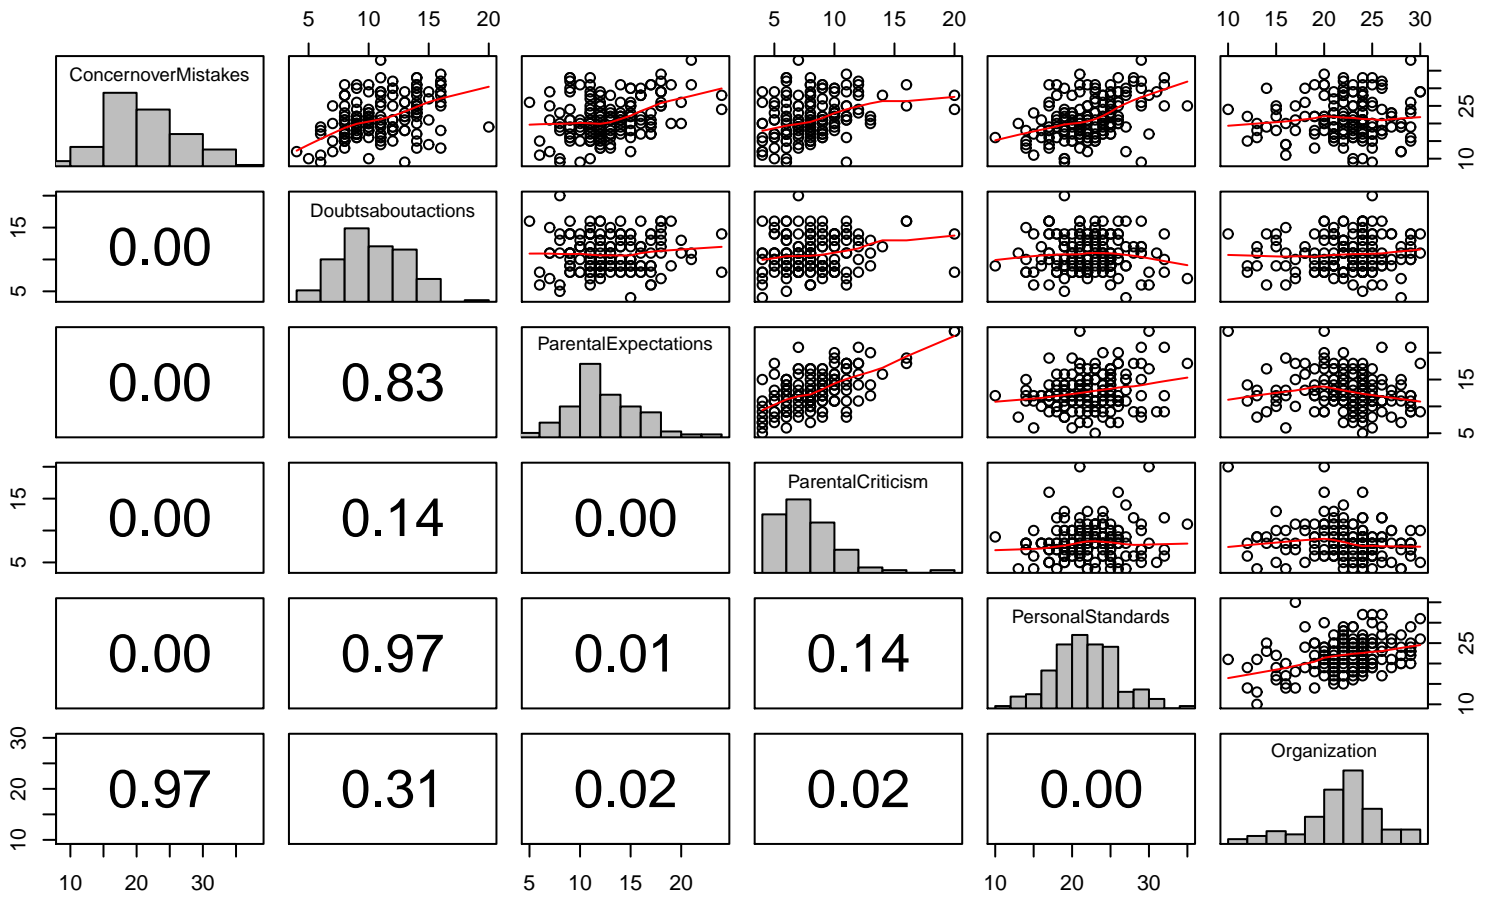 5 10 15 20 5 10 15 20 10 15 20 25 30
ConcernoverMistakes
10 25
Doubtsaboutactions
5 15
0.00
ParentalExpectations
5 15
0.00 0.83
ParentalCriticism
5 15
0.00 0.14 0.00
PersonalStandards
10 25
0.00 0.97 0.01 0.14
Organization
10 20 30
0.97 0.31 0.02 0.02 0.00
10 20 30 5 10 15 20 10 20 30